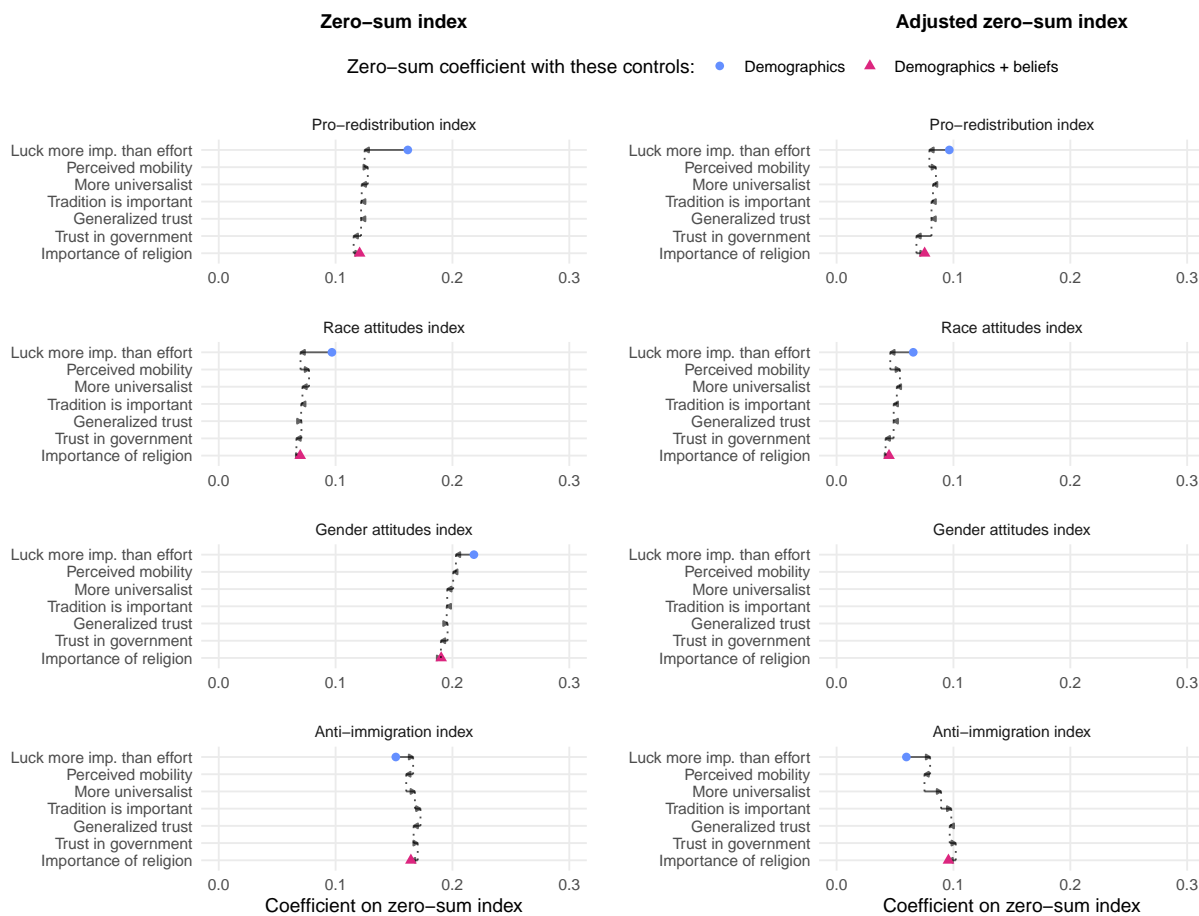 Zero−sum index
Adjusted zero−sum index
Zero−sum coefficient with these controls: Demographics Demographics + beliefs
Pro−redistribution index
Luck more imp. than effort
Perceived mobility
More universalist
Tradition is important
Generalized trust
Trust in government
Importance of religion
0.0 0.1 0.2 0.3
Pro−redistribution index
Luck more imp. than effort
Perceived mobility
More universalist
Tradition is important
Generalized trust
Trust in government
Importance of religion
0.0 0.1 0.2 0.3
Race attitudes index
Luck more imp. than effort
Perceived mobility
More universalist
Tradition is important
Generalized trust
Trust in government
Importance of religion
0.0 0.1 0.2 0.3
Race attitudes index
Luck more imp. than effort
Perceived mobility
More universalist
Tradition is important
Generalized trust
Trust in government
Importance of religion
0.0 0.1 0.2 0.3
Gender attitudes index
Luck more imp. than effort
Perceived mobility
More universalist
Tradition is important
Generalized trust
Trust in government
Importance of religion
0.0 0.1 0.2 0.3
Gender attitudes index
Luck more imp. than effort
Perceived mobility
More universalist
Tradition is important
Generalized trust
Trust in government
Importance of religion
0.0 0.1 0.2 0.3
Anti−immigration index
Luck more imp. than effort
Perceived mobility
More universalist
Tradition is important
Generalized trust
Trust in government
Importance of religion
0.0 0.1 0.2 0.3
Coefficient on zero−sum index
Anti−immigration index
Luck more imp. than effort
Perceived mobility
More universalist
Tradition is important
Generalized trust
Trust in government
Importance of religion
0.0 0.1 0.2 0.3
Coefficient on zero−sum index